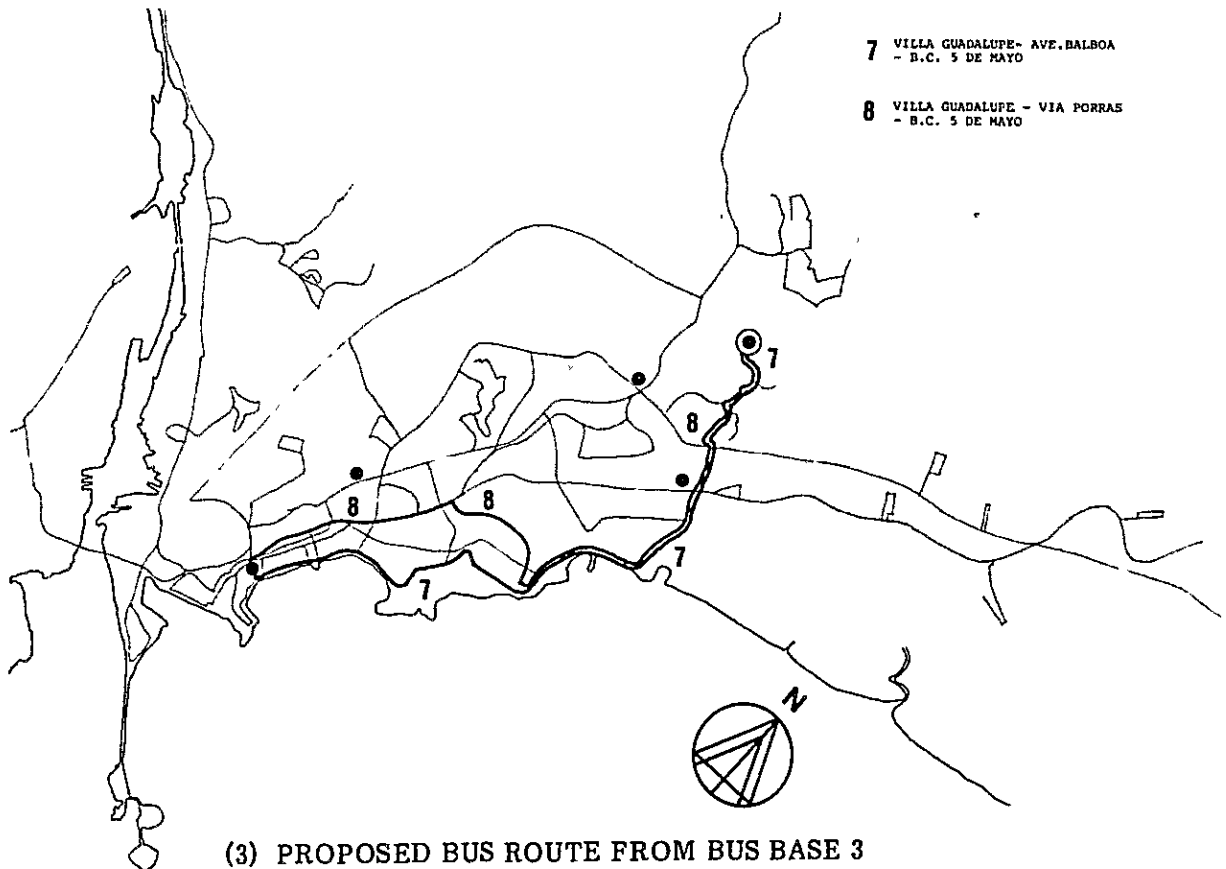 7 VILLA GUADALUPE- AVE.BALBOA
- B.C. 5 DE MAYO
8 VILLA GUADALUPE - VIA PORRAS
- B.C. 5 DE MAYO
7
8
8
8
7
7
N
(3) PROPOSED BUS ROUTE FROM BUS BASE 3